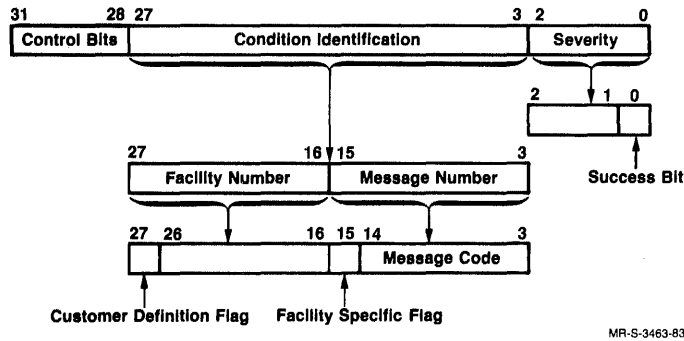 31 28 27 3 2 0
Control Bits Condition Identification Severity
2 1 0
27 16 15 3
Facility Number Message Number Success Bit
27 26 16 15 14 3
Message Code
Customer Definition Flag Facility Specific Flag
MR-S-3463-83